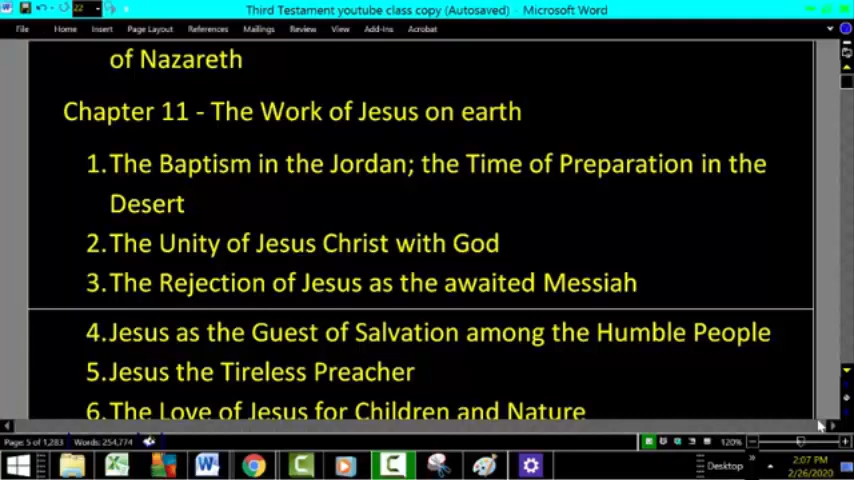 22
Third Testament youtube class copy (Autosaved) - Microsoft Word
File Home Insert Page Layout References Mailings Review View Add-Ins Acrobat
of Nazareth
Chapter 11 - The Work of Jesus on earth
1.The Baptism in the Jordan; the Time of Preparation in the
Desert
2.The Unity of Jesus Christ with God
3.The Rejection of Jesus as the awaited Messiah
4.Jesus as the Guest of Salvation among the Humble People
5.Jesus the Tireless Preacher
6.The Love of Jesus for Children and Nature
Page: 5 of 1,283 Words: 254,774 120%
Desktop 2:07 PM
2/26/2020